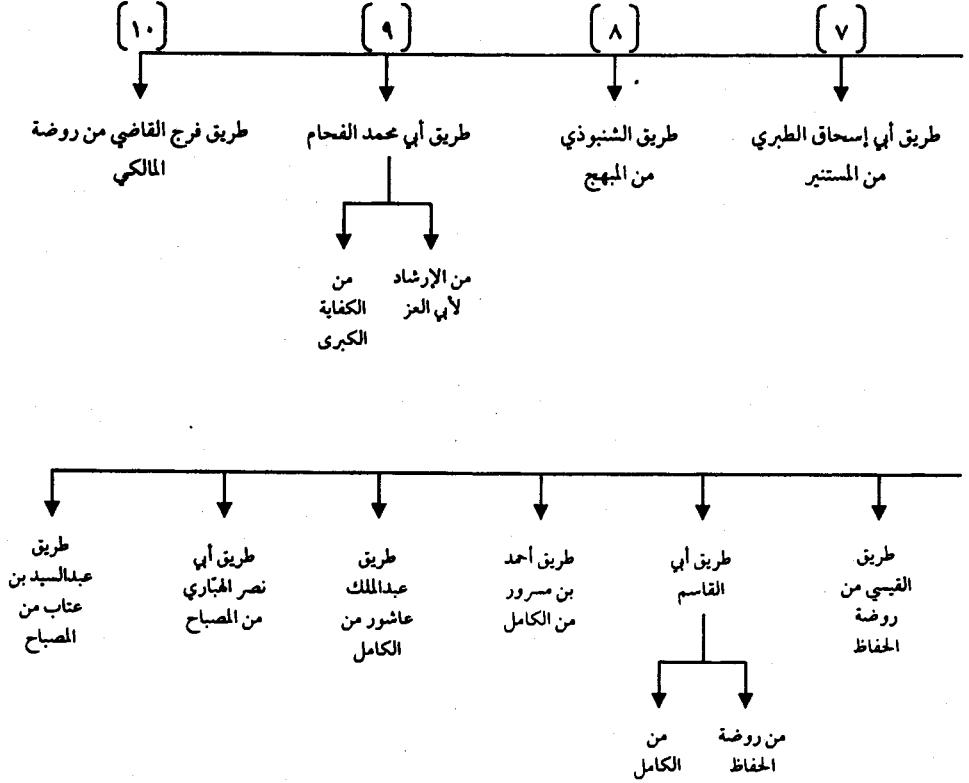 [٧]
[٨]
[٩]
[١٠]
طريق أبي إسحاق الطبري
من المستنير
طريق الشنبوذي
من المبهج
طريق أبي محمد الفحام
من الإرشاد
لأبي العز
من
الكفاية
الكبرى
طريق فرج القاضي من روضة
المالكي
طريق
القيسي من
روضة
الحفاظ
طريق أبي
القاسم
من روضة
الحفاظ
من
الكامل
طريق أحمد
بن مسرور
من الكامل
طريق
عبدالملك
عاشور من
الكامل
طريق أبي
نصر الهبّاري
من المصباح
طريق
عبدالسيد بن
عتاب من
المصباح